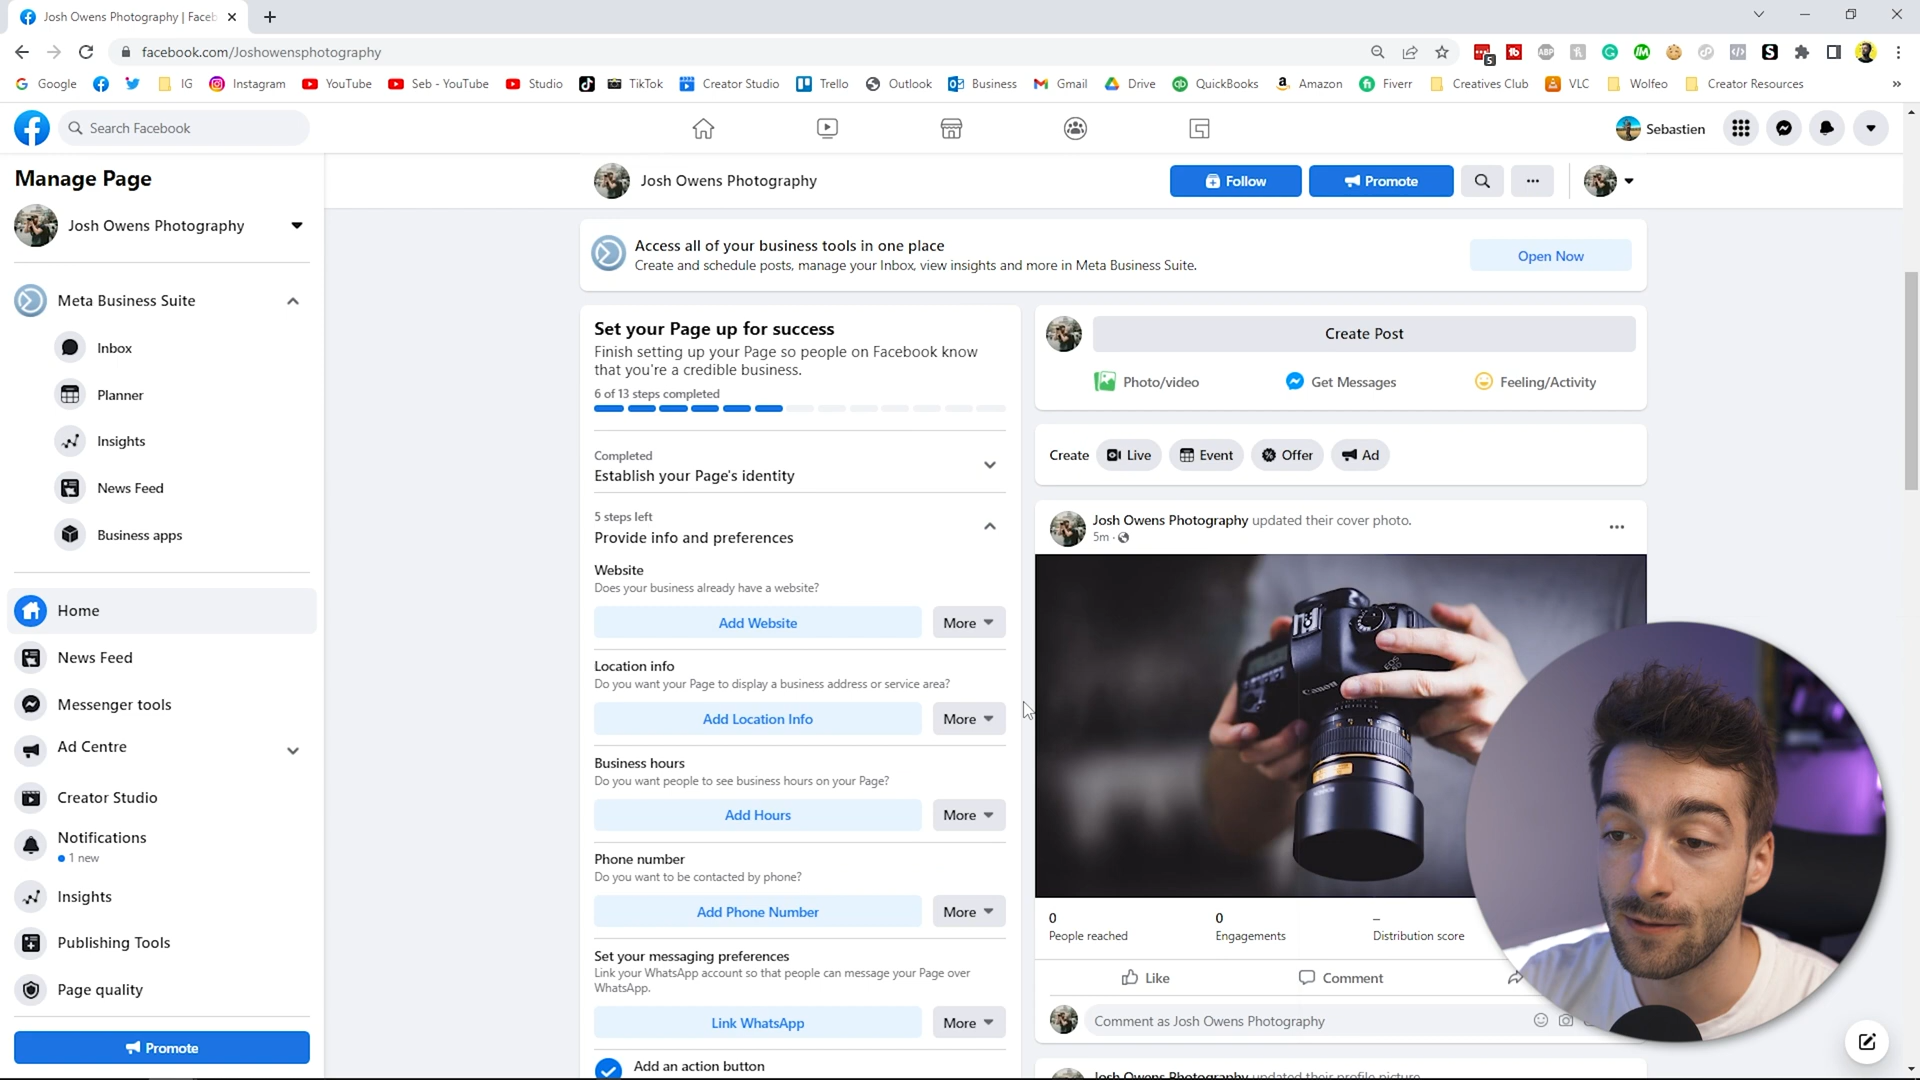 Josh Owens Photography | Faceb
facebook.com/Joshowensphotography
5
ABP
Google
IG
Instagram
YouTube
Seb - YouTube
Studio
TikTok
Creator Studio
Trello
Outlook
Business
Gmail
Drive
QuickBooks
Amazon
Fiverr
Creatives Club
VLC
Wolfeo
Creator Resources
Search Facebook
Sebastien
Manage Page
Josh Owens Photography
Meta Business Suite
Inbox
Planner
Insights
News Feed
Business apps
Home
News Feed
Messenger tools
Ad Centre
Creator Studio
Notifications
1 new
Insights
Publishing Tools
Page quality
Promote
Josh Owens Photography
Follow
Promote
Access all of your business tools in one place
Create and schedule posts, manage your Inbox, view insights and more in Meta Business Suite.
Open Now
Set your Page up for success
Finish setting up your Page so people on Facebook know
that you're a credible business.
6 of 13 steps completed
Completed
Establish your Page's identity
5 steps left
Provide info and preferences
Website
Does your business already have a website?
Add Website
More
Location info
Do you want your Page to display a business address or service area?
Add Location Info
More
Business hours
Do you want people to see business hours on your Page?
Add Hours
More
Phone number
Do you want to be contacted by phone?
Add Phone Number
More
Set your messaging preferences
Link your WhatsApp account so that people can message your Page over
WhatsApp.
Link WhatsApp
More
Add an action button
Create Post
Photo/video
Get Messages
Feeling/Activity
Create
Live
Event
Offer
Ad
Josh Owens Photography updated their cover photo.
5m ·
Canon
EOS
0
People reached
0
Engagements
–
Distribution score
Like
Comment
Comment as Josh Owens Photography
Josh Owens Photography updated their profile picture.